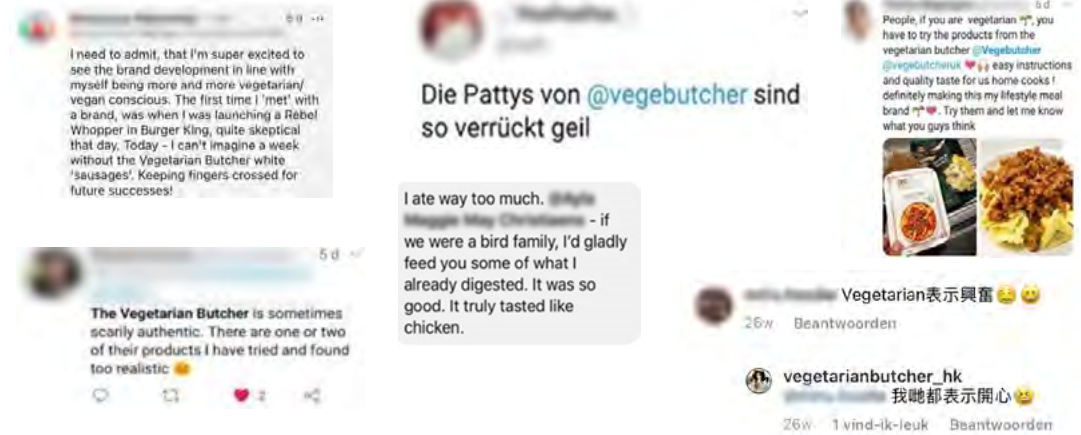 6d
I need to admit, that I'm super excited to
see the brand development in line with
myself being more and more vegetarian/
vegan conscious. The first time I 'met' with
a brand, was when I was launching a Rebel
Whopper in Burger King, quite skeptical
that day. Today - I can't imagine a week
without the Vegetarian Butcher white
'sausages'. Keeping fingers crossed for
future successes!
5 d
The Vegetarian Butcher is sometimes
scarily authentic. There are one or two
of their products I have tried and found
too realistic
2
Die Pattys von @vegebutcher sind
so verrückt geil
I ate way too much.
- if
we were a bird family, I'd gladly
feed you some of what I
already digested. It was so
good. It truly tasted like
chicken.
6d
People, if you are vegetarian 🌱, you
have to try the products from the
vegetarian butcher @Vegebutcher
@vegebutcheruk ❤️🙌 easy instructions
and quality taste for us home cooks !
definitely making this my lifestyle meal
brand 🌱❤️. Try them and let me know
what you guys think
Vegetarian表示興奮
26w Beantwoorden
vegetarianbutcher_hk
我哋都表示開心😆
26w 1 vind-ik-leuk Beantwoorden